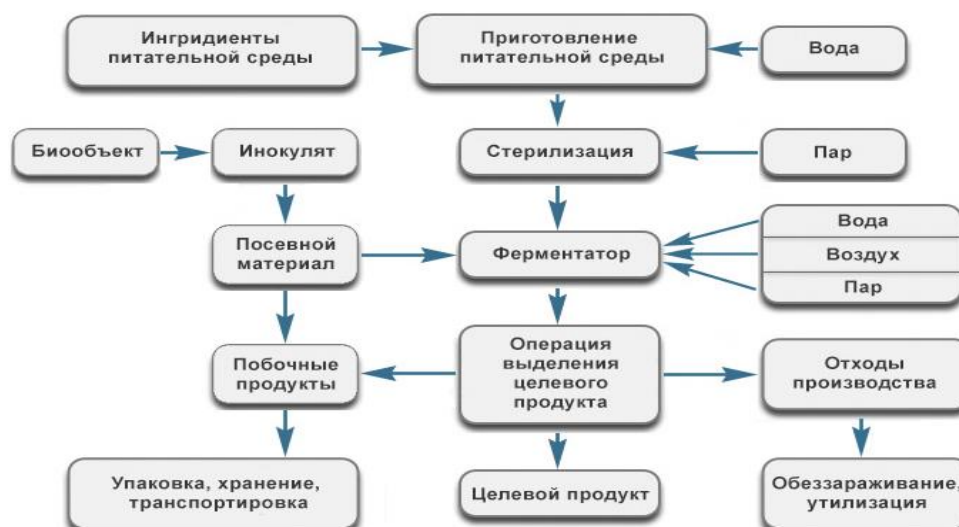 Ингридиенты
питательной среды
Приготовление
питательной среды
Вода
Биообъект
Инокулят
Стерилизация
Пар
Посевной
материал
Ферментатор
Вода
Воздух
Пар
Побочные
продукты
Операция
выделения
целевого
продукта
Отходы
производства
Упаковка, хранение,
транспортировка
Целевой продукт
Обеззараживание,
утилизация